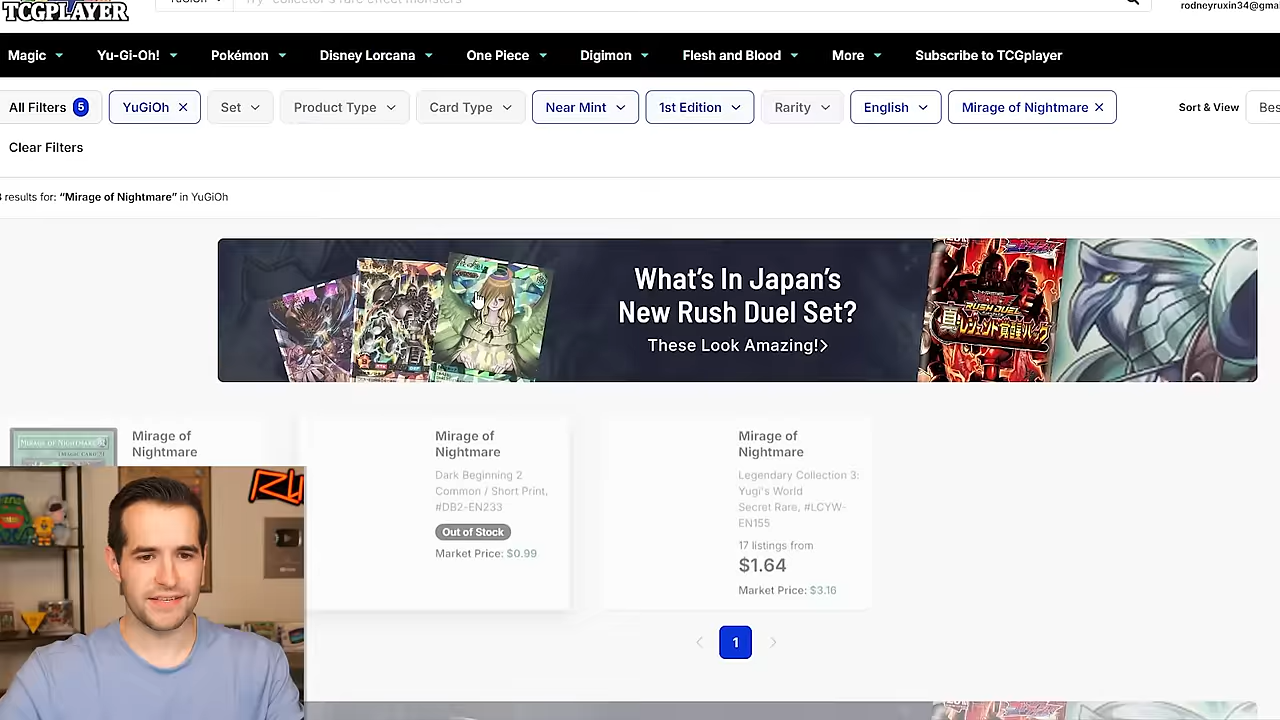 TCGPLAYER
rodneyruxin34@gmai
Magic
Yu-Gi-Oh!
Pokémon
Disney Lorcana
One Piece
Digimon
Flesh and Blood
More
Subscribe to TCGplayer
All Filters 5
YuGiOh
Set
Product Type
Card Type
Near Mint
1st Edition
Rarity
English
Mirage of Nightmare
Sort & View
Bes
Clear Filters
results for: “Mirage of Nightmare” in YuGiOh
What’s In Japan’s
New Rush Duel Set?
These Look Amazing!
Mirage of
Nightmare
Mirage of
Nightmare
Dark Beginning 2
Common / Short Print,
#DB2-EN233
Out of Stock
Market Price: $0.99
Mirage of
Nightmare
Legendary Collection 3:
Yugi's World
Secret Rare, #LCYW-
EN155
17 listings from
$1.64
Market Price: $3.16
1